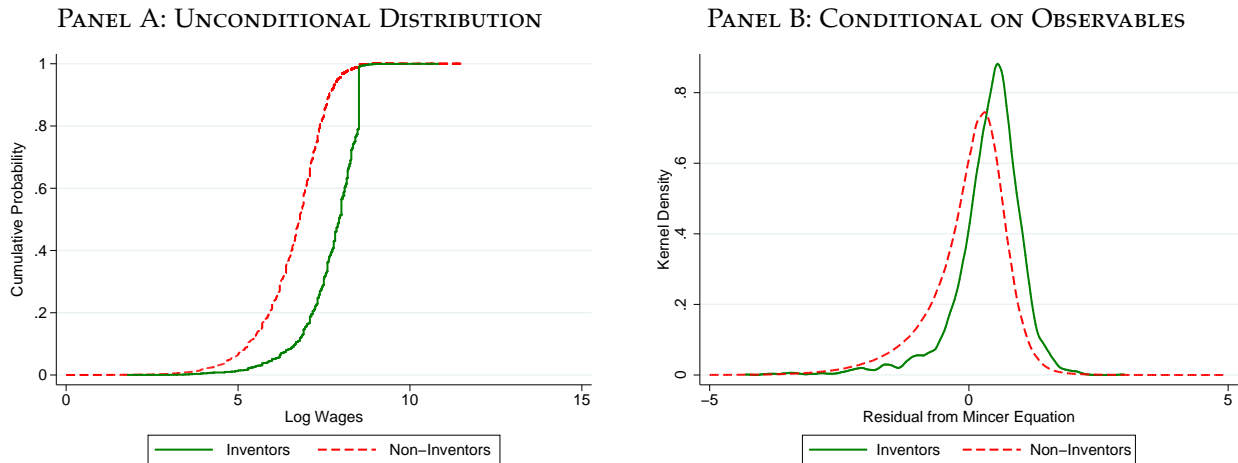 PANEL A: UNCONDITIONAL DISTRIBUTION
Cumulative Probability
1
.8
.6
.4
.2
0
0 5 10 15
Log Wages
Inventors Non−Inventors
PANEL B: CONDITIONAL ON OBSERVABLES
Kernel Density
.8
.6
.4
.2
0
−5 0 5
Residual from Mincer Equation
Inventors Non−Inventors